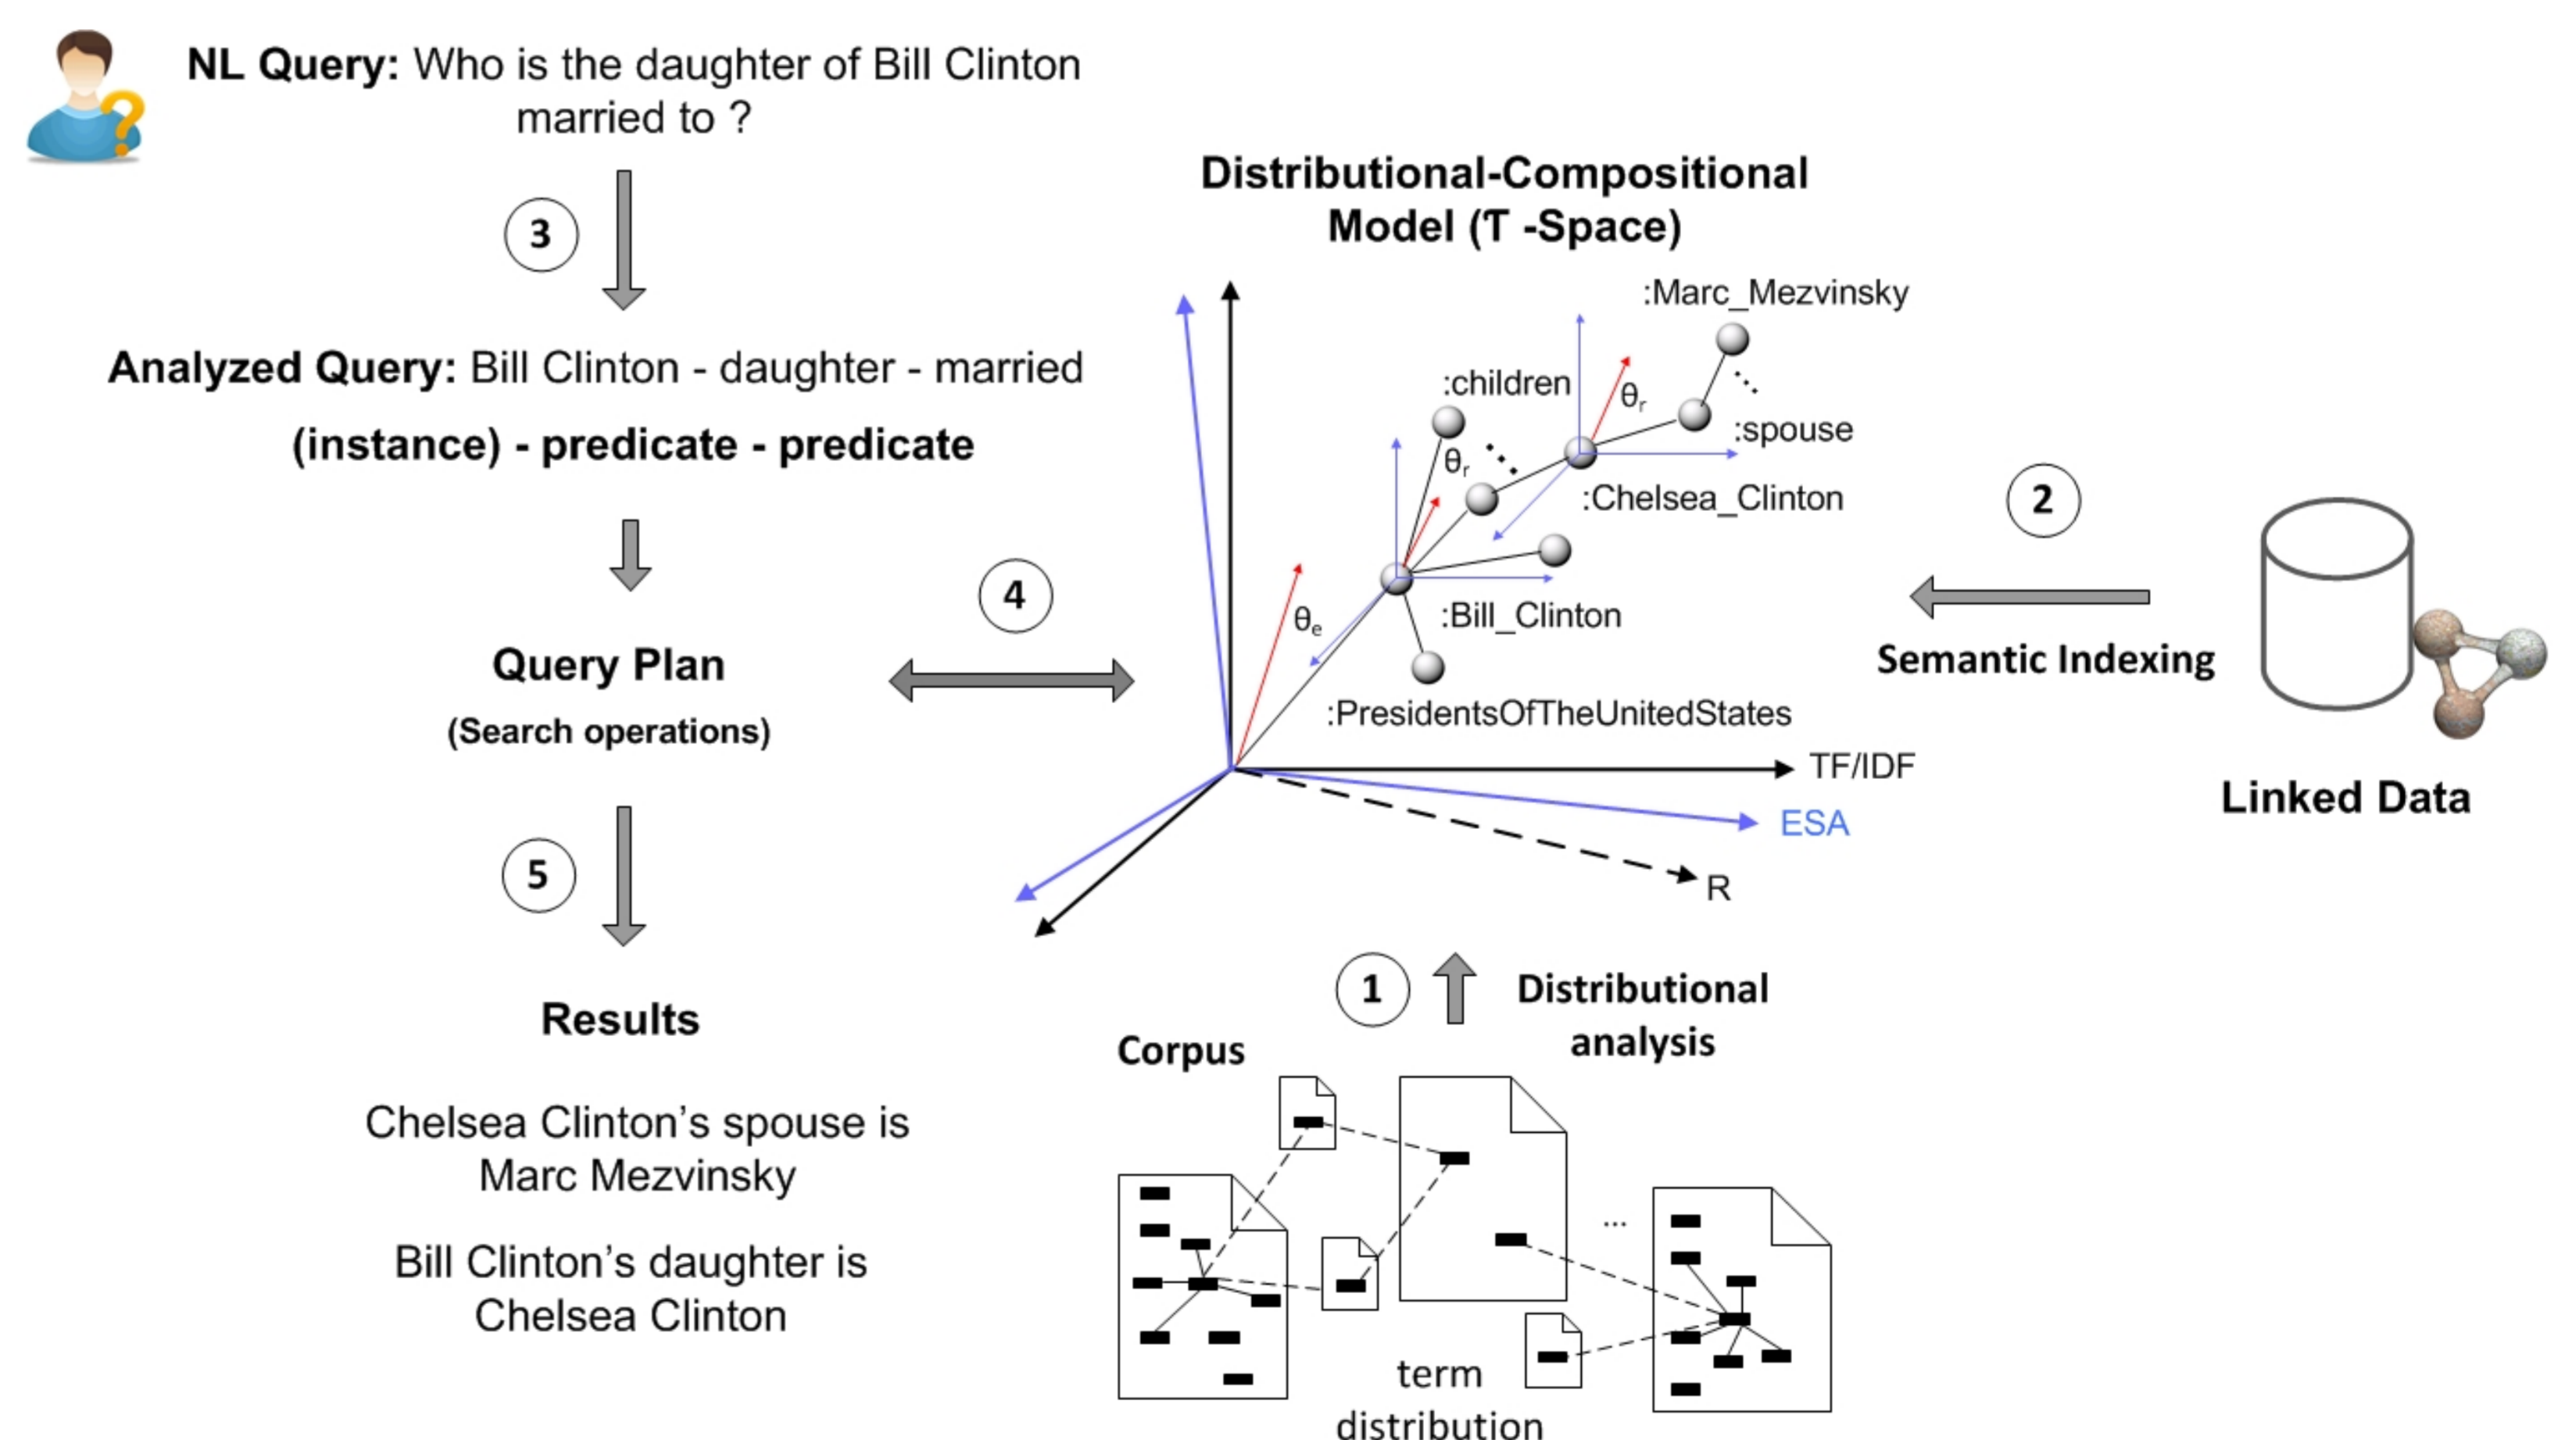 NL Query: Who is the daughter of Bill Clinton
married to ?
3
Analyzed Query: Bill Clinton - daughter - married
(instance) - predicate - predicate
Query Plan
(Search operations)
4
5
Results
Chelsea Clinton’s spouse is
Marc Mezvinsky
Bill Clinton’s daughter is
Chelsea Clinton
Distributional-Compositional
Model (Ƭ -Space)
:Marc_Mezvinsky
:children
θr
:spouse
θr
:Chelsea_Clinton
θe
:Bill_Clinton
:PresidentsOfTheUnitedStates
TF/IDF
ESA
R
2
Semantic Indexing
Linked Data
1
Distributional
analysis
Corpus
...
term
distribution